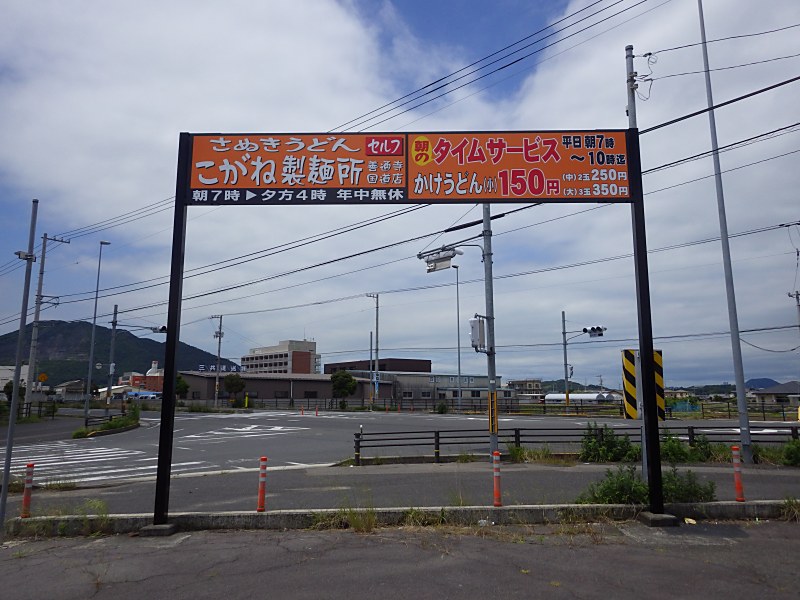 さぬきうどん セルフ
こがね製麺所 善通寺国道店
朝7時▶夕方4時 年中無休
朝のタイムサービス 平日 朝7時～10時迄
かけうどん(小)150円 (中)2玉250円
(大)3玉350円